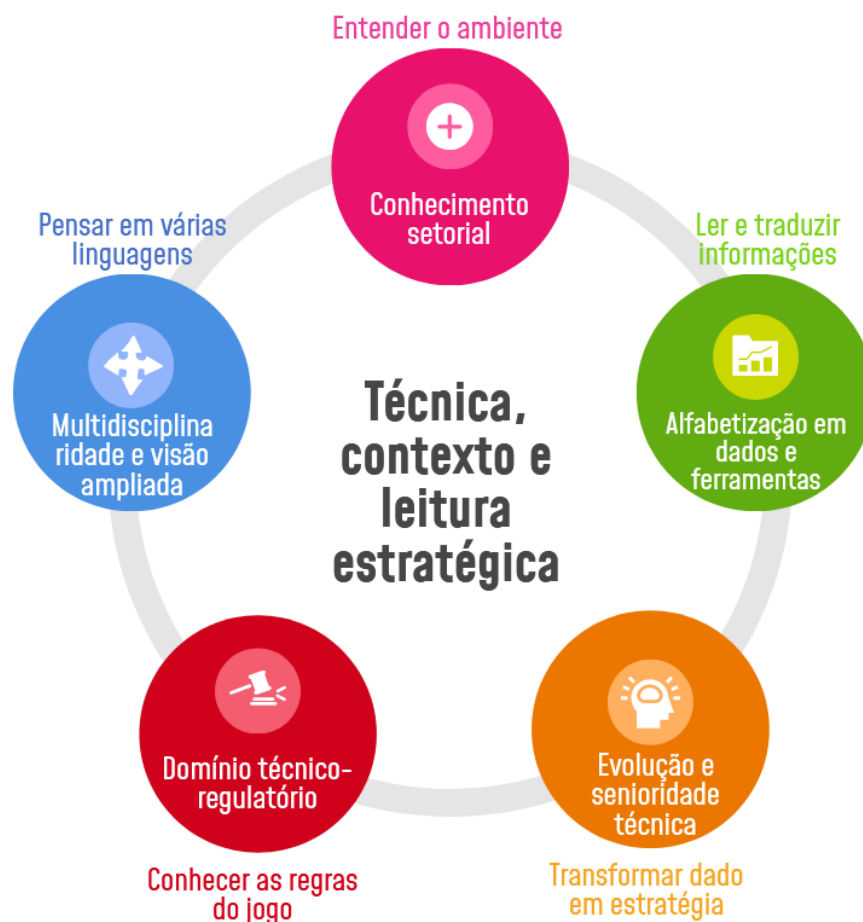 Entender o ambiente
Conhecimento
setorial
Pensar em várias
linguagens
Multidisciplina
ridade e visão
ampliada
Ler e traduzir
informações
Alfabetização em
dados e
ferramentas
Técnica,
contexto e
leitura
estratégica
Domínio técnico-
regulatório
Conhecer as regras
do jogo
Evolução e
senioridade
técnica
Transformar dado
em estratégia